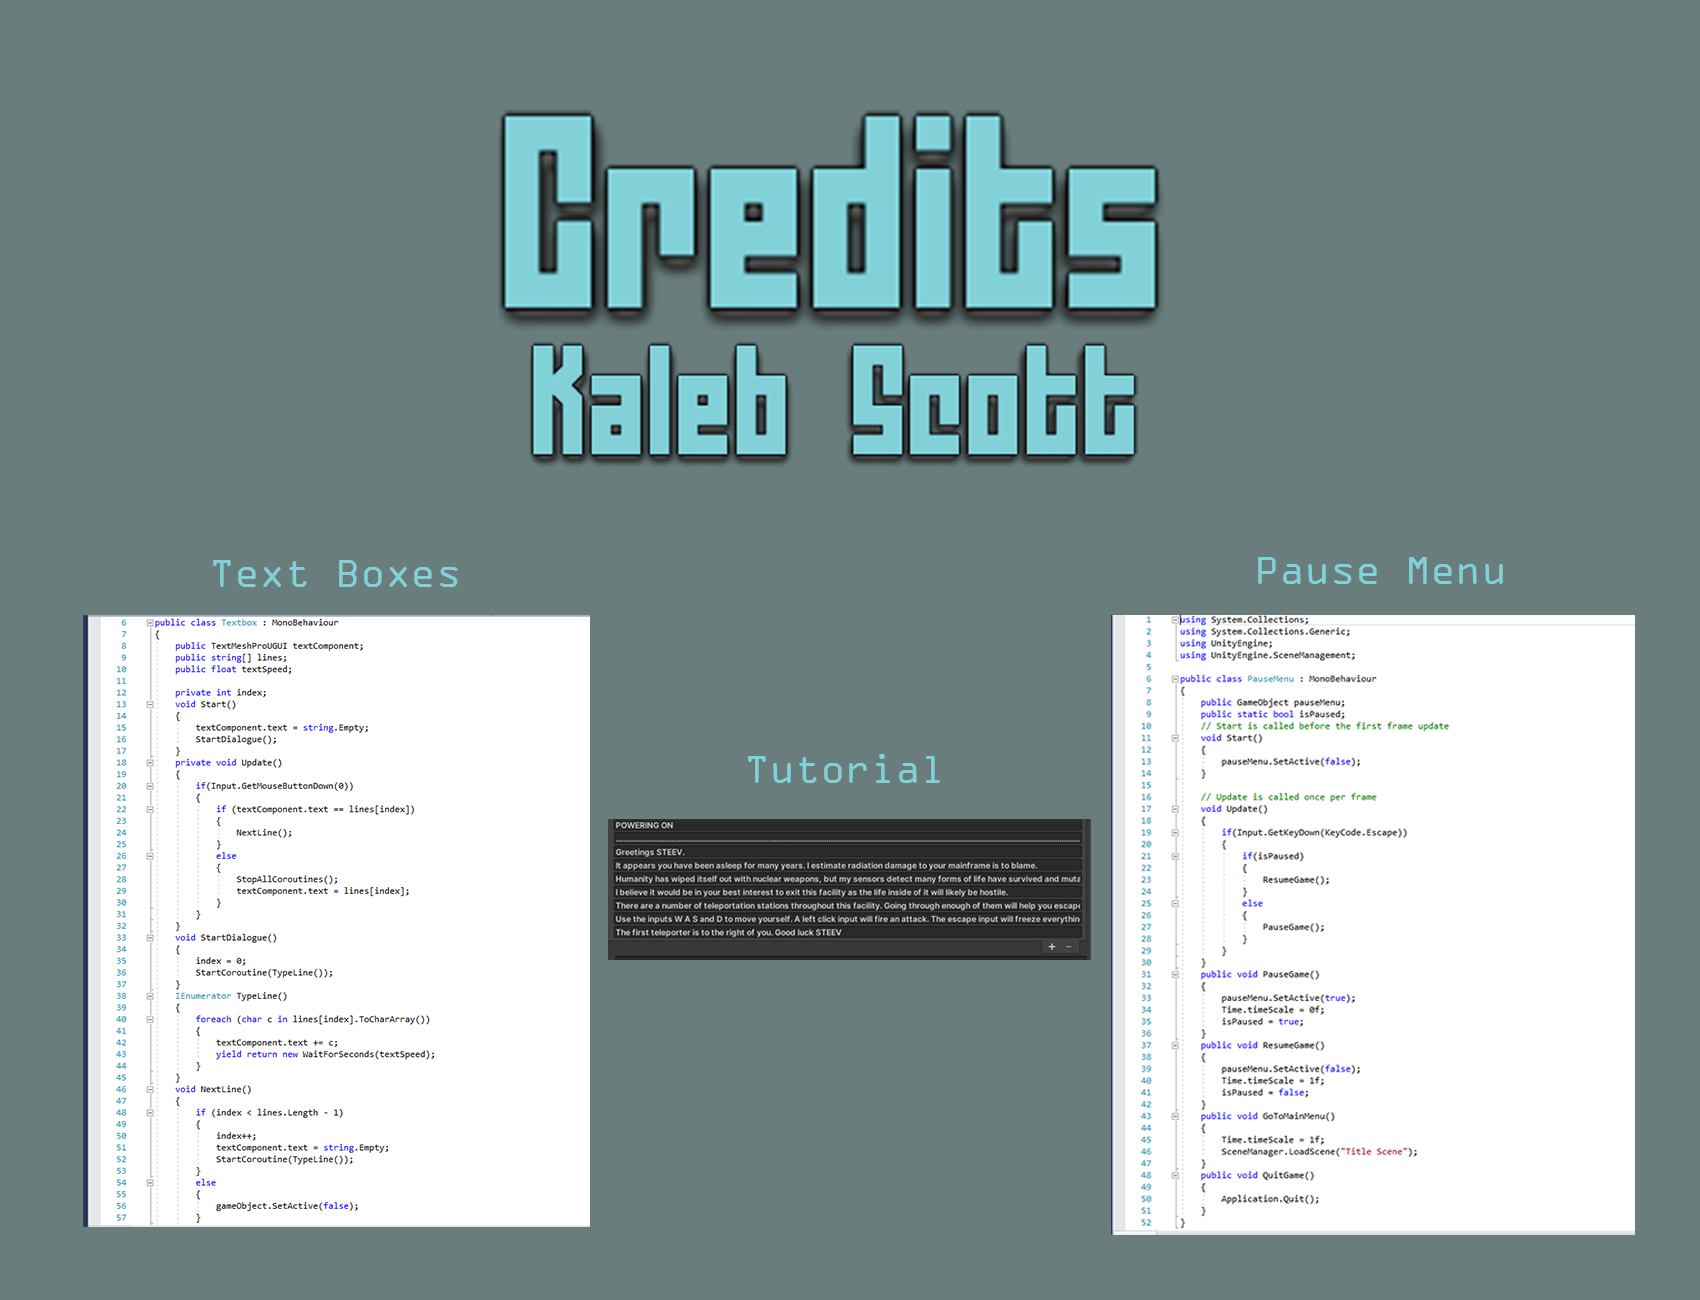 Credits
Kaleb Scott
Text Boxes
6 public class Textbox : MonoBehaviour
7 {
8 public TextMeshProUGUI textComponent;
9 public string[] lines;
10 public float textSpeed;
11
12 private int index;
13 void Start()
14 {
15 textComponent.text = string.Empty;
16 StartDialogue();
17 }
18 private void Update()
19 {
20 if(Input.GetMouseButtonDown(0))
21 {
22 if (textComponent.text == lines[index])
23 {
24 NextLine();
25 }
26 else
27 {
28 StopAllCoroutines();
29 textComponent.text = lines[index];
30 }
31 }
32 }
33 void StartDialogue()
34 {
35 index = 0;
36 StartCoroutine(TypeLine());
37 }
38 IEnumerator TypeLine()
39 {
40 foreach (char c in lines[index].ToCharArray())
41 {
42 textComponent.text += c;
43 yield return new WaitForSeconds(textSpeed);
44 }
45 }
46 void NextLine()
47 {
48 if (index < lines.Length - 1)
49 {
50 index++;
51 textComponent.text = string.Empty;
52 StartCoroutine(TypeLine());
53 }
54 else
55 {
56 gameObject.SetActive(false);
57 }
Tutorial
POWERING ON
Greetings STEEV.
It appears you have been asleep for many years. I estimate radiation damage to your mainframe is to blame.
Humanity has wiped itself out with nuclear weapons, but my sensors detect many forms of life have survived and muta
I believe it would be in your best interest to exit this facility as the life inside of it will likely be hostile.
There are a number of teleportation stations throughout this facility. Going through enough of them will help you escape
Use the inputs W A S and D to move yourself. A left click input will fire an attack. The escape input will freeze everythin
The first teleporter is to the right of you. Good luck STEEV
+ −
Pause Menu
1 using System.Collections;
2 using System.Collections.Generic;
3 using UnityEngine;
4 using UnityEngine.SceneManagement;
5
6 public class PauseMenu : MonoBehaviour
7 {
8 public GameObject pauseMenu;
9 public static bool isPaused;
10 // Start is called before the first frame update
11 void Start()
12 {
13 pauseMenu.SetActive(false);
14 }
15
16 // Update is called once per frame
17 void Update()
18 {
19 if(Input.GetKeyDown(KeyCode.Escape))
20 {
21 if(isPaused)
22 {
23 ResumeGame();
24 }
25 else
26 {
27 PauseGame();
28 }
29 }
30 }
31 public void PauseGame()
32 {
33 pauseMenu.SetActive(true);
34 Time.timeScale = 0f;
35 isPaused = true;
36 }
37 public void ResumeGame()
38 {
39 pauseMenu.SetActive(false);
40 Time.timeScale = 1f;
41 isPaused = false;
42 }
43 public void GoToMainMenu()
44 {
45 Time.timeScale = 1f;
46 SceneManager.LoadScene("Title Scene");
47 }
48 public void QuitGame()
49 {
50 Application.Quit();
51 }
52 }